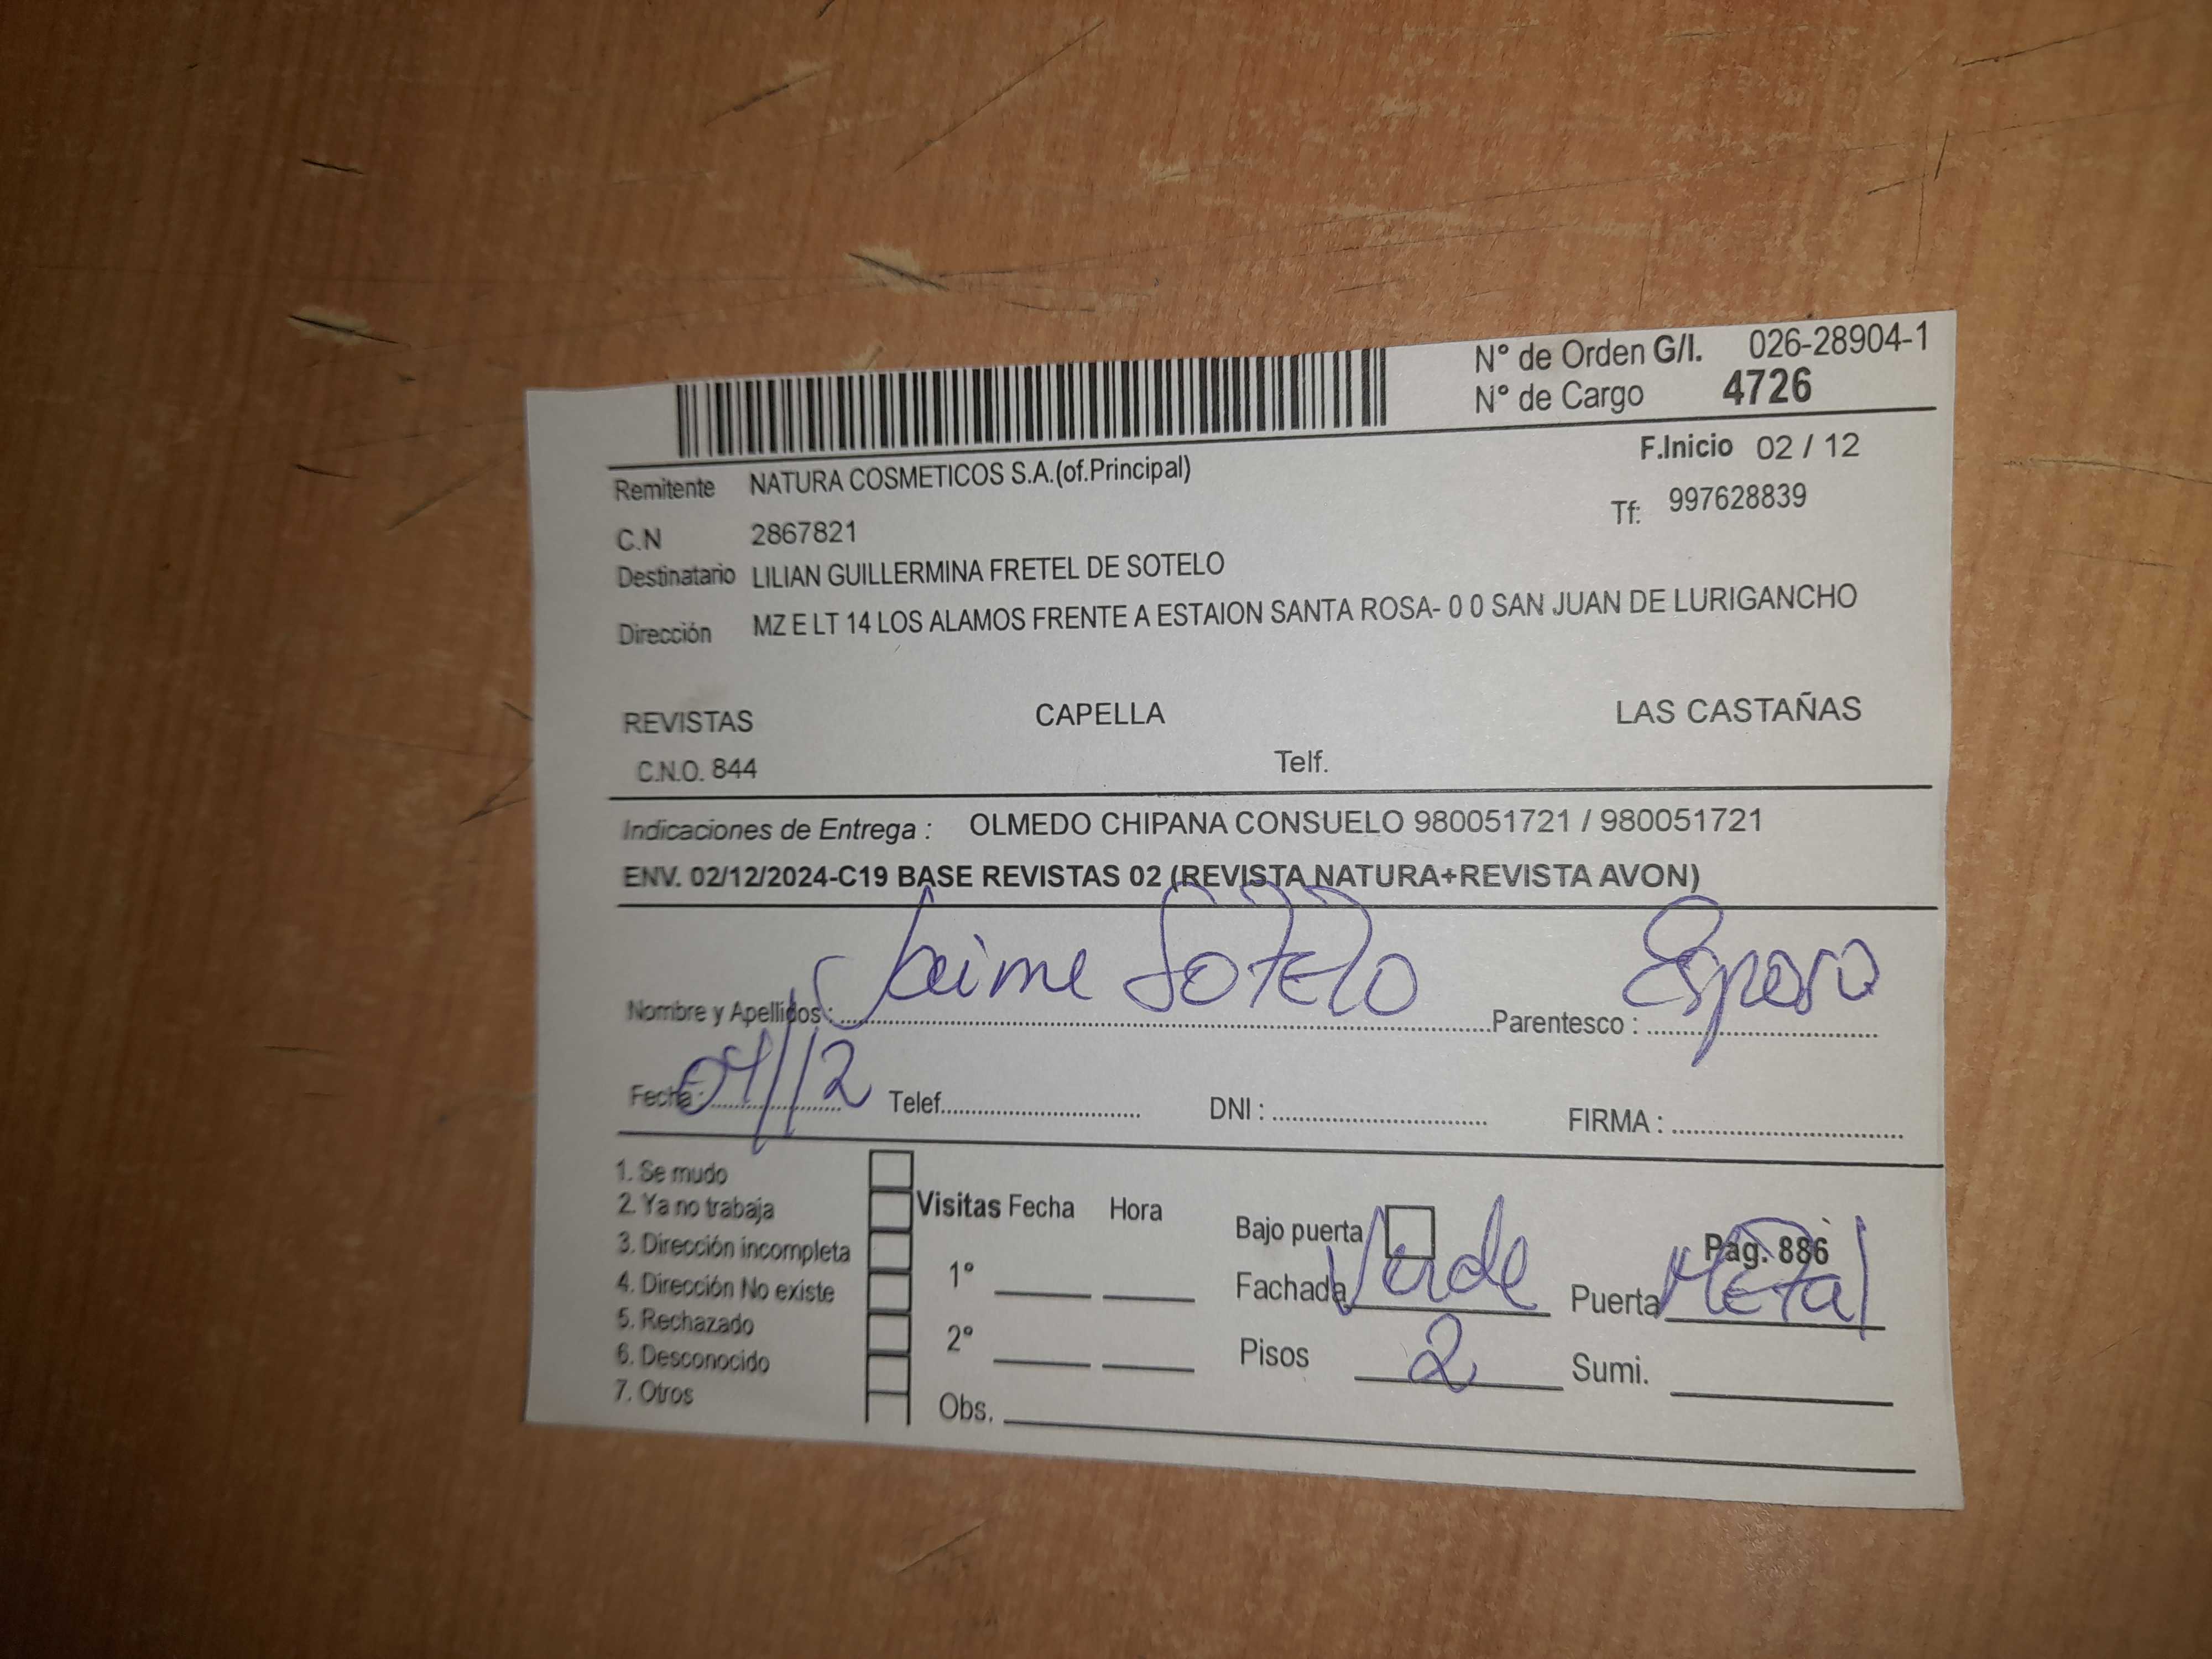 N° de Orden G/I. 026-28904-1
N° de Cargo 4726
F.Inicio 02 / 12
Remitente NATURA COSMETICOS S.A.(of.Principal)
Tf: 997628839
C.N 2867821
Destinatario LILIAN GUILLERMINA FRETEL DE SOTELO
Dirección MZ E LT 14 LOS ALAMOS FRENTE A ESTAION SANTA ROSA- 0 0 SAN JUAN DE LURIGANCHO
REVISTAS CAPELLA LAS CASTAÑAS
C.N.O. 844 Telf.
Indicaciones de Entrega : OLMEDO CHIPANA CONSUELO 980051721 / 980051721
ENV. 02/12/2024-C19 BASE REVISTAS 02 (REVISTA NATURA+REVISTA AVON)
Nombre y Apellidos : Jaime Sotelo Parentesco : Esposo
Fecha : 04/12 Telef. DNI : FIRMA :
1. Se mudo
2. Ya no trabaja
3. Dirección incompleta
4. Dirección No existe
5. Rechazado
6. Desconocido
7. Otros
Visitas Fecha Hora
1°
2°
Obs.
Bajo puerta Pag. 886
Fachada Verde Puerta Metal
Pisos 2 Sumi.